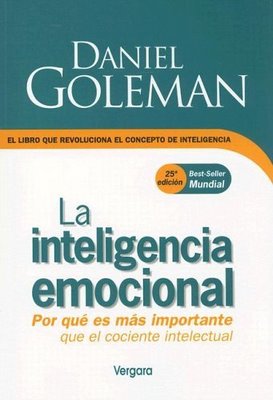 DANIEL
GOLEMAN
EL LIBRO QUE REVOLUCIONA EL CONCEPTO DE INTELIGENCIA
25ª
edición
Best-Seller
Mundial
La
inteligencia
emocional
Por qué es más importante
que el cociente intelectual
Vergara